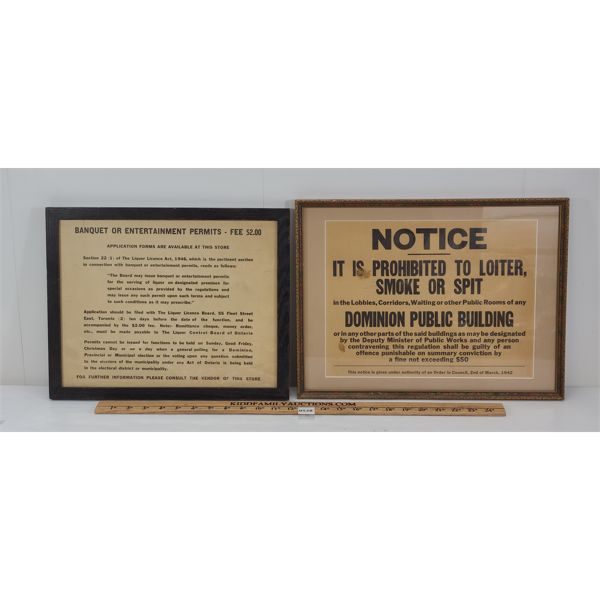 BANQUET OR ENTERTAINMENT PERMITS - FEE $2.00
APPLICATION FORMS ARE AVAILABLE AT THIS STORE
Section 22 (1) of The Liquor Licence Act, 1946, which is the pertinent section
in connection with banquet or entertainment permits, reads as follows:
"The Board may issue banquet or entertainment permits
for the serving of liquor on designated premises for
special occasions as provided by the regulations and
may issue any such permit upon such terms and subject
to such conditions as it may prescribe."
Application should be filed with The Liquor Licence Board, 55 Fleet Street
East, Toronto (2) ten days before the date of the function, and be
accompanied by the $2.00 fee. Note: Remittance cheque, money order,
etc., must be made payable to The Liquor Control Board of Ontario
Permits cannot be issued for functions to be held on Sunday, Good Friday,
Christmas Day or on a day when a general polling for a Dominion,
Provincial or Municipal election or the voting upon any question submitted
to the electors of the municipality under any Act of Ontario is being held
in the electoral district or municipality.
FOR FURTHER INFORMATION PLEASE CONSULT THE VENDOR OF THIS STORE
NOTICE
IT IS PROHIBITED TO LOITER,
SMOKE OR SPIT
in the Lobbies, Corridors, Waiting or other Public Rooms of any
DOMINION PUBLIC BUILDING
or in any other parts of the said buildings as may be designated
by the Deputy Minister of Public Works and any person
contravening this regulation shall be guilty of an
offence punishable on summary conviction by
a fine not exceeding $50
This notice is given under authority of an Order in Council, 2nd of March, 1942
KIDDFAMILYAUCTIONS.COM